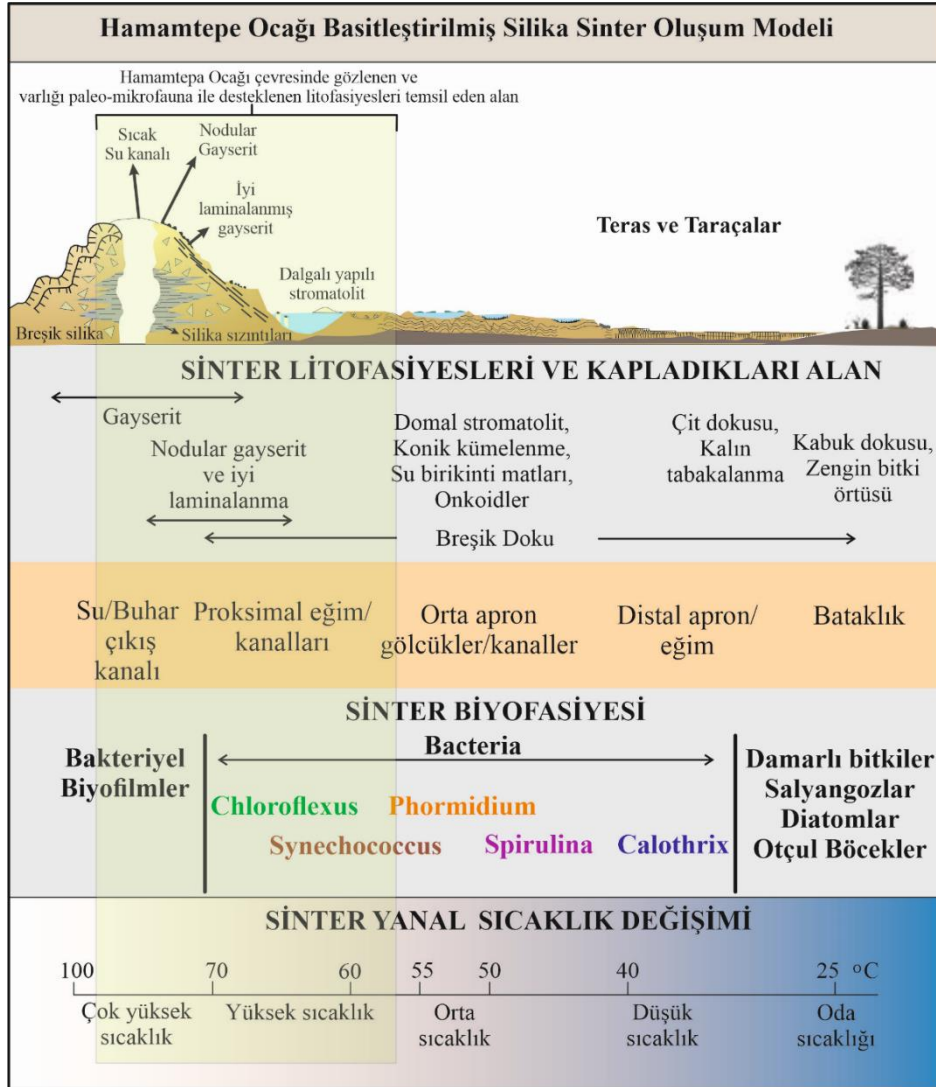 Hamamtepe Ocağı Basitleştirilmiş Silika Sinter Oluşum Modeli
Hamamtepa Ocağı çevresinde gözlenen ve
varlığı paleo-mikrofauna ile desteklenen litofasiyesleri temsil eden alan
Sıcak
Su kanalı
Nodular
Gayserit
İyi
laminalanmış
gayserit
Dalgalı yapılı
stromatolit
Teras ve Taraçalar
Breşik silika
Silika sızıntıları
SİNTER LİTOFASİYESLERİ VE KAPLADIKLARI ALAN
Gayserit
Nodular gayserit
ve iyi
laminalanma
Domal stromatolit,
Konik kümelenme,
Su birikinti matları,
Onkoidler
Çit dokusu,
Kalın
tabakalanma
Kabuk dokusu,
Zengin bitki
örtüsü
Breşik Doku
Su/Buhar
çıkış
kanalı
Proksimal eğim/
kanalları
Orta apron
gölcükler/kanaller
Distal apron/
eğim
Bataklık
SİNTER BİYOFASİYESİ
Bakteriyel
Biyofilmler
Bacteria
Chloroflexus
Phormidium
Synechococcus
Spirulina
Calothrix
Damarlı bitkiler
Salyangozlar
Diatomlar
Otçul Böcekler
SİNTER YANAL SICAKLIK DEĞİŞİMİ
100 70 60 55 50 40 25 °C
Çok yüksek
sıcaklık
Yüksek sıcaklık
Orta
sıcaklık
Düşük
sıcaklık
Oda
sıcaklığı